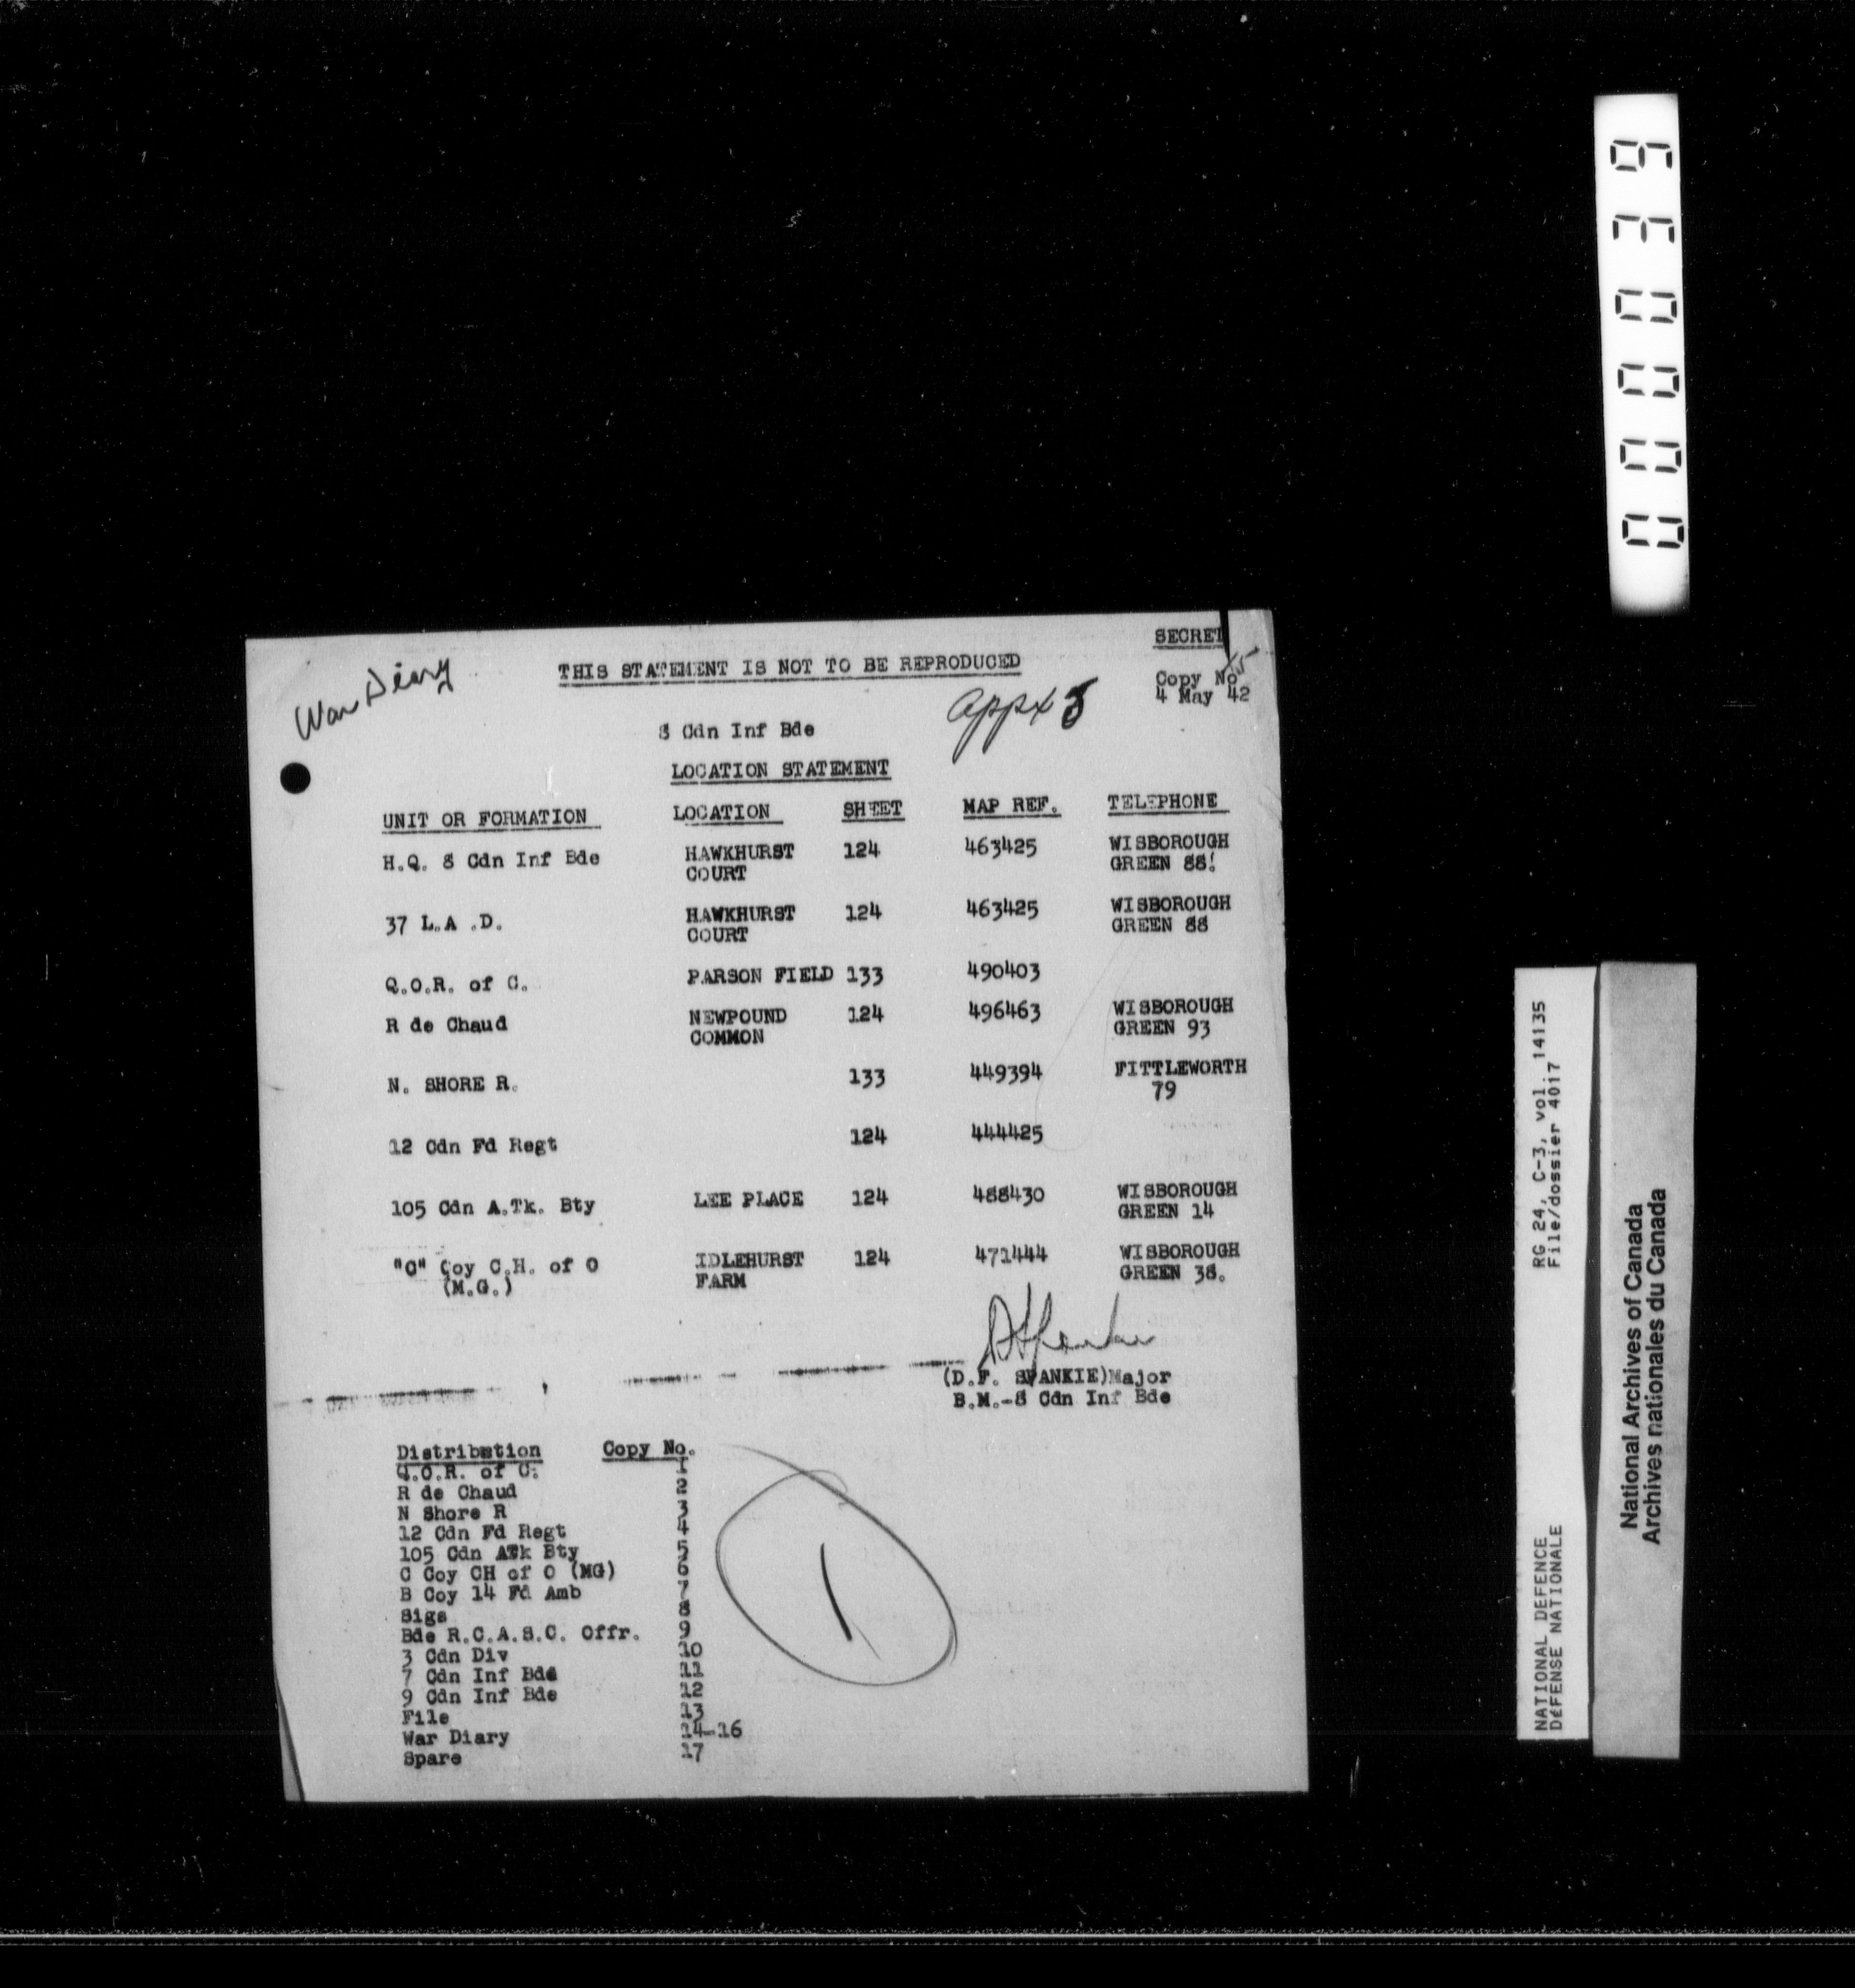 SECRET
War Diary
THIS STATEMENT IS NOT TO BE REPRODUCED
Copy No 15
4 May 42
Appx 5
8 Cdn Inf Bde
LOCATION STATEMENT
UNIT OR FORMATION LOCATION SHEET MAP REF. TELEPHONE
H.Q. 8 Cdn Inf Bde HAWKHURST 124 463425 WISBOROUGH
COURT GREEN 88.
37 L.A .D. HAWKHURST 124 463425 WISBOROUGH
COURT GREEN 88
Q.O.R. of C. PARSON FIELD 133 490403
R de Chaud NEWPOUND 124 496463 WISBOROUGH
COMMON GREEN 93
N. SHORE R. 133 449394 FITTLEWORTH
79
12 Cdn Fd Regt 124 444425
105 Cdn A.Tk. Bty LEE PLACE 124 488430 WISBOROUGH
GREEN 14
"C" Coy C.H. of O IDLEHURST 124 471444 WISBOROUGH
(M.G.) FARM GREEN 38.
(D.F. SPANKIE)Major
B.M.-8 Cdn Inf Bde
Distribution Copy No.
Q.O.R. of C. 1
R de Chaud 2
N Shore R 3
12 Cdn Fd Regt 4
105 Cdn ATk Bty 5
C Coy CH of O (MG) 6
B Coy 14 Fd Amb 7
Sigs 8
Bde R.C.A.S.C. Offr. 9
3 Cdn Div 10
7 Cdn Inf Bde 11
9 Cdn Inf Bde 12
File 13
War Diary 14-16
Spare 17
1
000039
NATIONAL DEFENCE RG 24, C-3, vol. 14135
DéFENSE NATIONALE File/dossier 4017
National Archives of Canada
Archives nationales du Canada